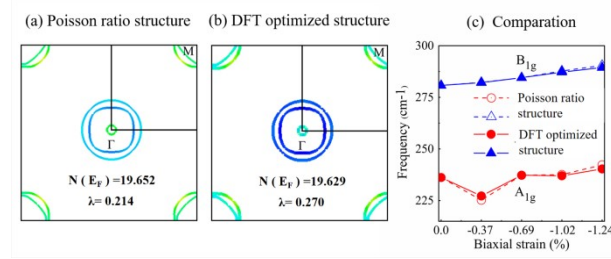 (a) Poisson ratio structure
M
Γ
N ( E_F ) =19.652
λ= 0.214
(b) DFT optimized structure
M
Γ
N ( E_F ) =19.629
λ= 0.270
(c) Comparation
Frequency (cm⁻¹)
300
275
250
225
B₁g
Poisson ratio
structure
DFT optimized
structure
A₁g
0.0 -0.37 -0.69 -1.02 -1.24
Biaxial strain (%)